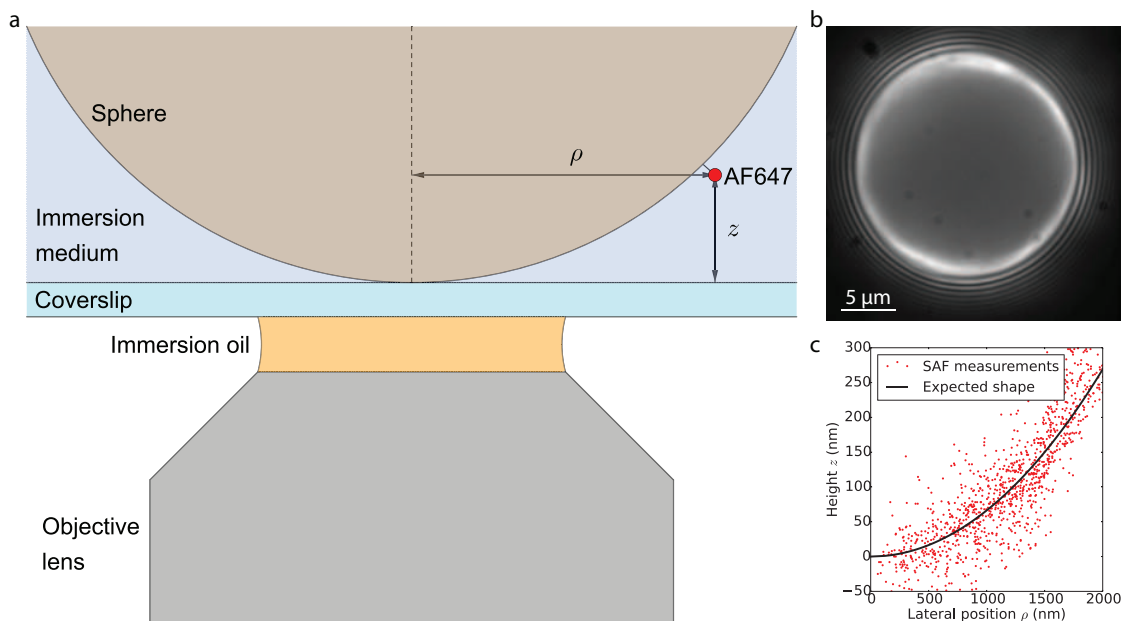 a
Sphere
ρ
AF647
z
Immersion
medium
Coverslip
Immersion oil
Objective
lens
b
5 µm
c
SAF measurements
Expected shape
Height z (nm)
300
250
200
150
100
50
0
−50
0
500
1000
1500
2000
Lateral position ρ (nm)